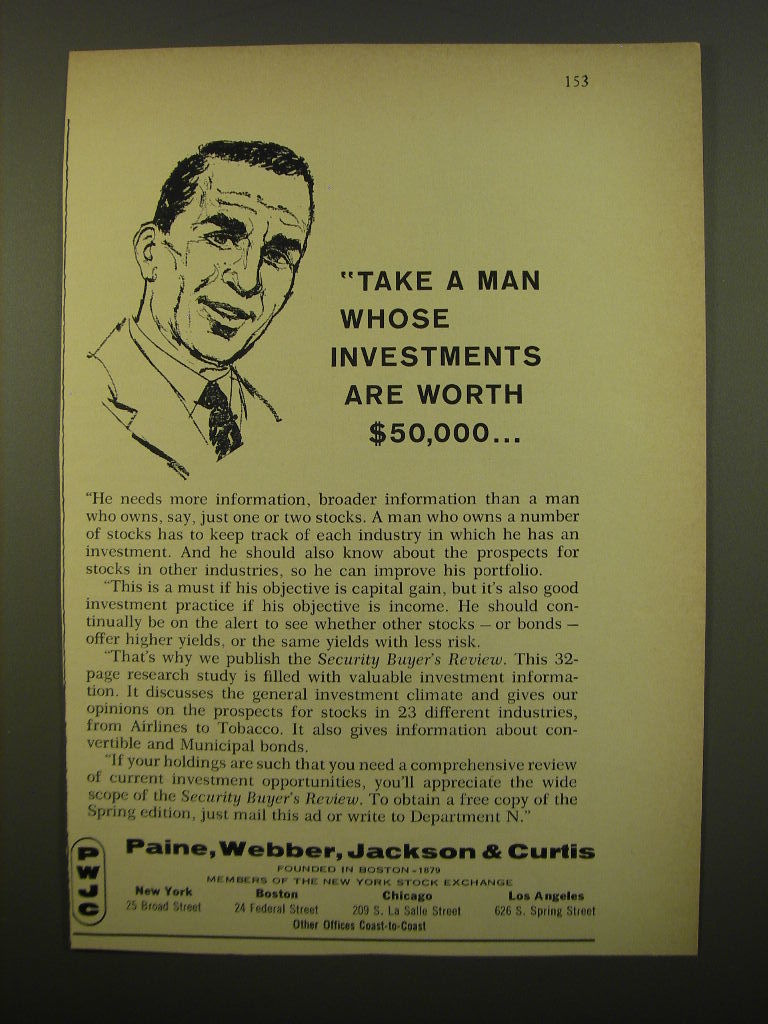 153
"TAKE A MAN
WHOSE
INVESTMENTS
ARE WORTH
$50,000...
"He needs more information, broader information than a man
who owns, say, just one or two stocks. A man who owns a number
of stocks has to keep track of each industry in which he has an
investment. And he should also know about the prospects for
stocks in other industries, so he can improve his portfolio.
"This is a must if his objective is capital gain, but it's also good
investment practice if his objective is income. He should con-
tinually be on the alert to see whether other stocks – or bonds –
offer higher yields, or the same yields with less risk.
"That's why we publish the Security Buyer's Review. This 32-
page research study is filled with valuable investment informa-
tion. It discusses the general investment climate and gives our
opinions on the prospects for stocks in 23 different industries,
from Airlines to Tobacco. It also gives information about con-
vertible and Municipal bonds.
"If your holdings are such that you need a comprehensive review
of current investment opportunities, you'll appreciate the wide
scope of the Security Buyer's Review. To obtain a free copy of the
Spring edition, just mail this ad or write to Department N."
PWJC
Paine, Webber, Jackson & Curtis
FOUNDED IN BOSTON - 1879
MEMBERS OF THE NEW YORK STOCK EXCHANGE
New York Boston Chicago Los Angeles
25 Broad Street 24 Federal Street 209 S. La Salle Street 626 S. Spring Street
Other Offices Coast-to-Coast